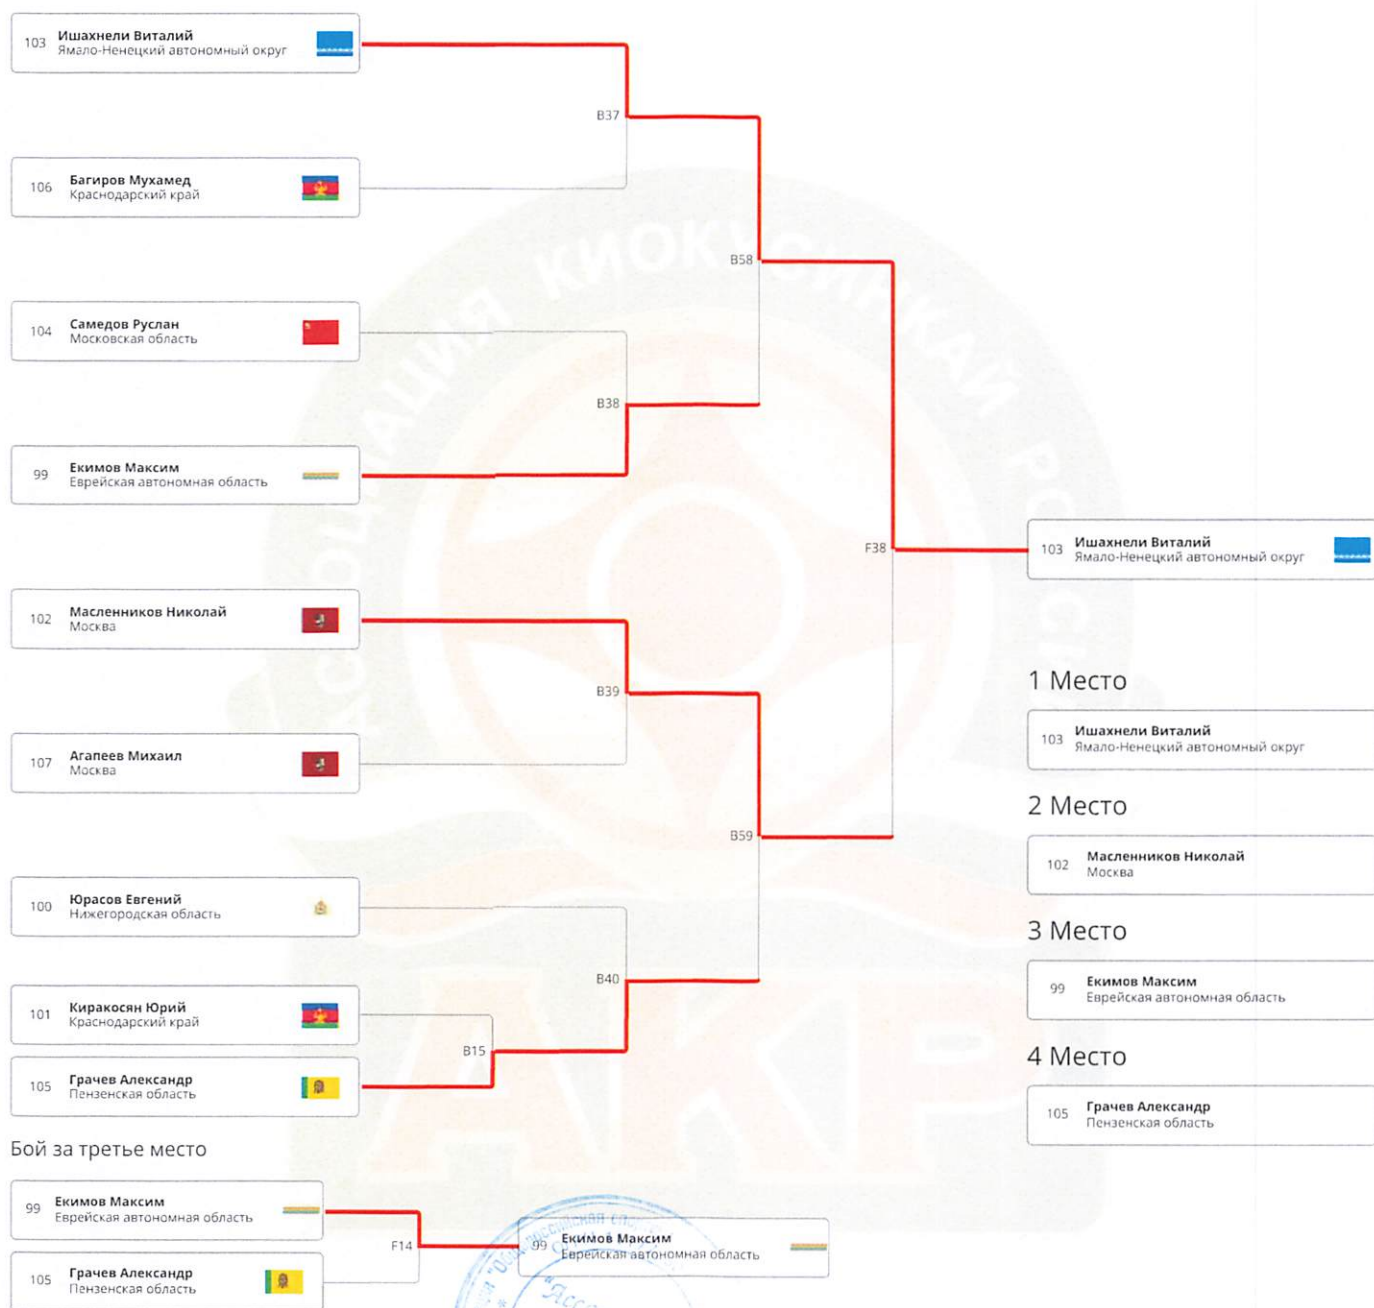 103 Ишахнели Виталий
Ямало-Ненецкий автономный округ
B37
106 Багиров Мухамед
Краснодарский край
АССОЦИАЦИЯ КИОКУСИНКАЙ РОССИИ
B58
104 Самедов Руслан
Московская область
B38
99 Екимов Максим
Еврейская автономная область
F38
103 Ишахнели Виталий
Ямало-Ненецкий автономный округ
102 Масленников Николай
Москва
B39
1 Место
103 Ишахнели Виталий
Ямало-Ненецкий автономный округ
107 Агапеев Михаил
Москва
2 Место
B59
102 Масленников Николай
Москва
100 Юрасов Евгений
Нижегородская область
3 Место
B40
99 Екимов Максим
Еврейская автономная область
101 Киракосян Юрий
Краснодарский край
B15
4 Место
105 Грачев Александр
Пензенская область
105 Грачев Александр
Пензенская область
АКР
Бой за третье место
99 Екимов Максим
Еврейская автономная область
F14
99 Екимов Максим
Еврейская автономная область
105 Грачев Александр
Пензенская область